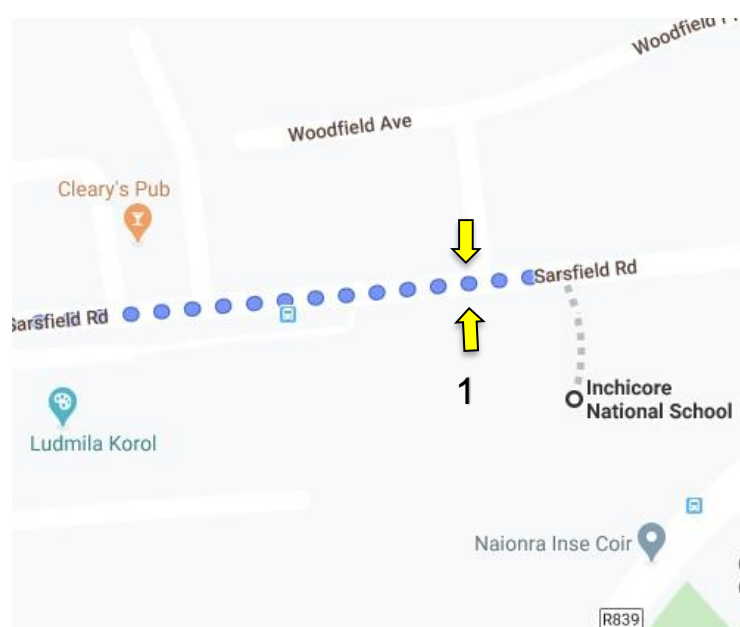 Woodfield
Woodfield Ave
Cleary's Pub
Sarsfield Rd
Sarsfield Rd
1
Inchicore
National School
Ludmila Korol
Naionra Inse Coir
R839